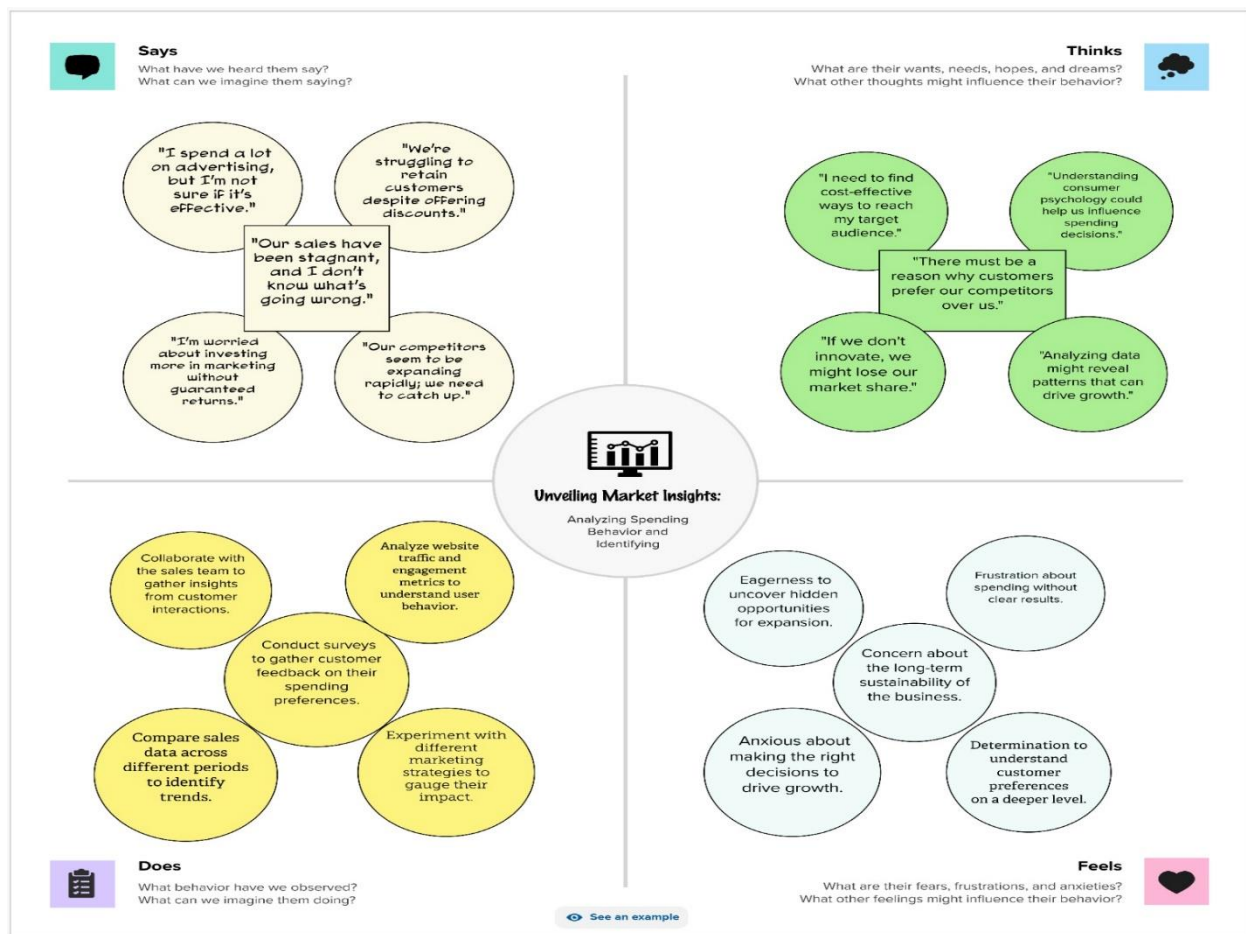 Says
What have we heard them say?
What can we imagine them saying?
"I spend a lot
on advertising,
but I'm not
sure if it's
effective."
"We're
struggling to
retain
customers
despite offering
discounts."
"Our sales have
been stagnant,
and I don't
know what's
going wrong."
"I'm worried
about investing
more in marketing
without
guaranteed
returns."
"Our competitors
seem to be
expanding
rapidly; we need
to catch up."
Thinks
What are their wants, needs, hopes, and dreams?
What other thoughts might influence their behavior?
"I need to find
cost-effective
ways to reach
my target
audience."
"Understanding
consumer
psychology could
help us influence
spending
decisions."
"There must be a
reason why customers
prefer our competitors
over us."
"If we don't
innovate, we
might lose our
market share."
"Analyzing data
might reveal
patterns that can
drive growth."
Unveiling Market Insights:
Analyzing Spending
Behavior and
Identifying
Collaborate with
the sales team to
gather insights
from customer
interactions.
Analyze website
traffic and
engagement
metrics to
understand user
behavior.
Conduct surveys
to gather customer
feedback on their
spending
preferences.
Compare sales
data across
different periods
to identify
trends.
Experiment with
different
marketing
strategies to
gauge their
impact.
Does
What behavior have we observed?
What can we imagine them doing?
Eagerness to
uncover hidden
opportunities
for expansion.
Frustration about
spending without
clear results.
Concern about
the long-term
sustainability of
the business.
Anxious about
making the right
decisions to
drive growth.
Determination to
understand
customer
preferences
on a deeper level.
Feels
What are their fears, frustrations, and anxieties?
What other feelings might influence their behavior?
See an example